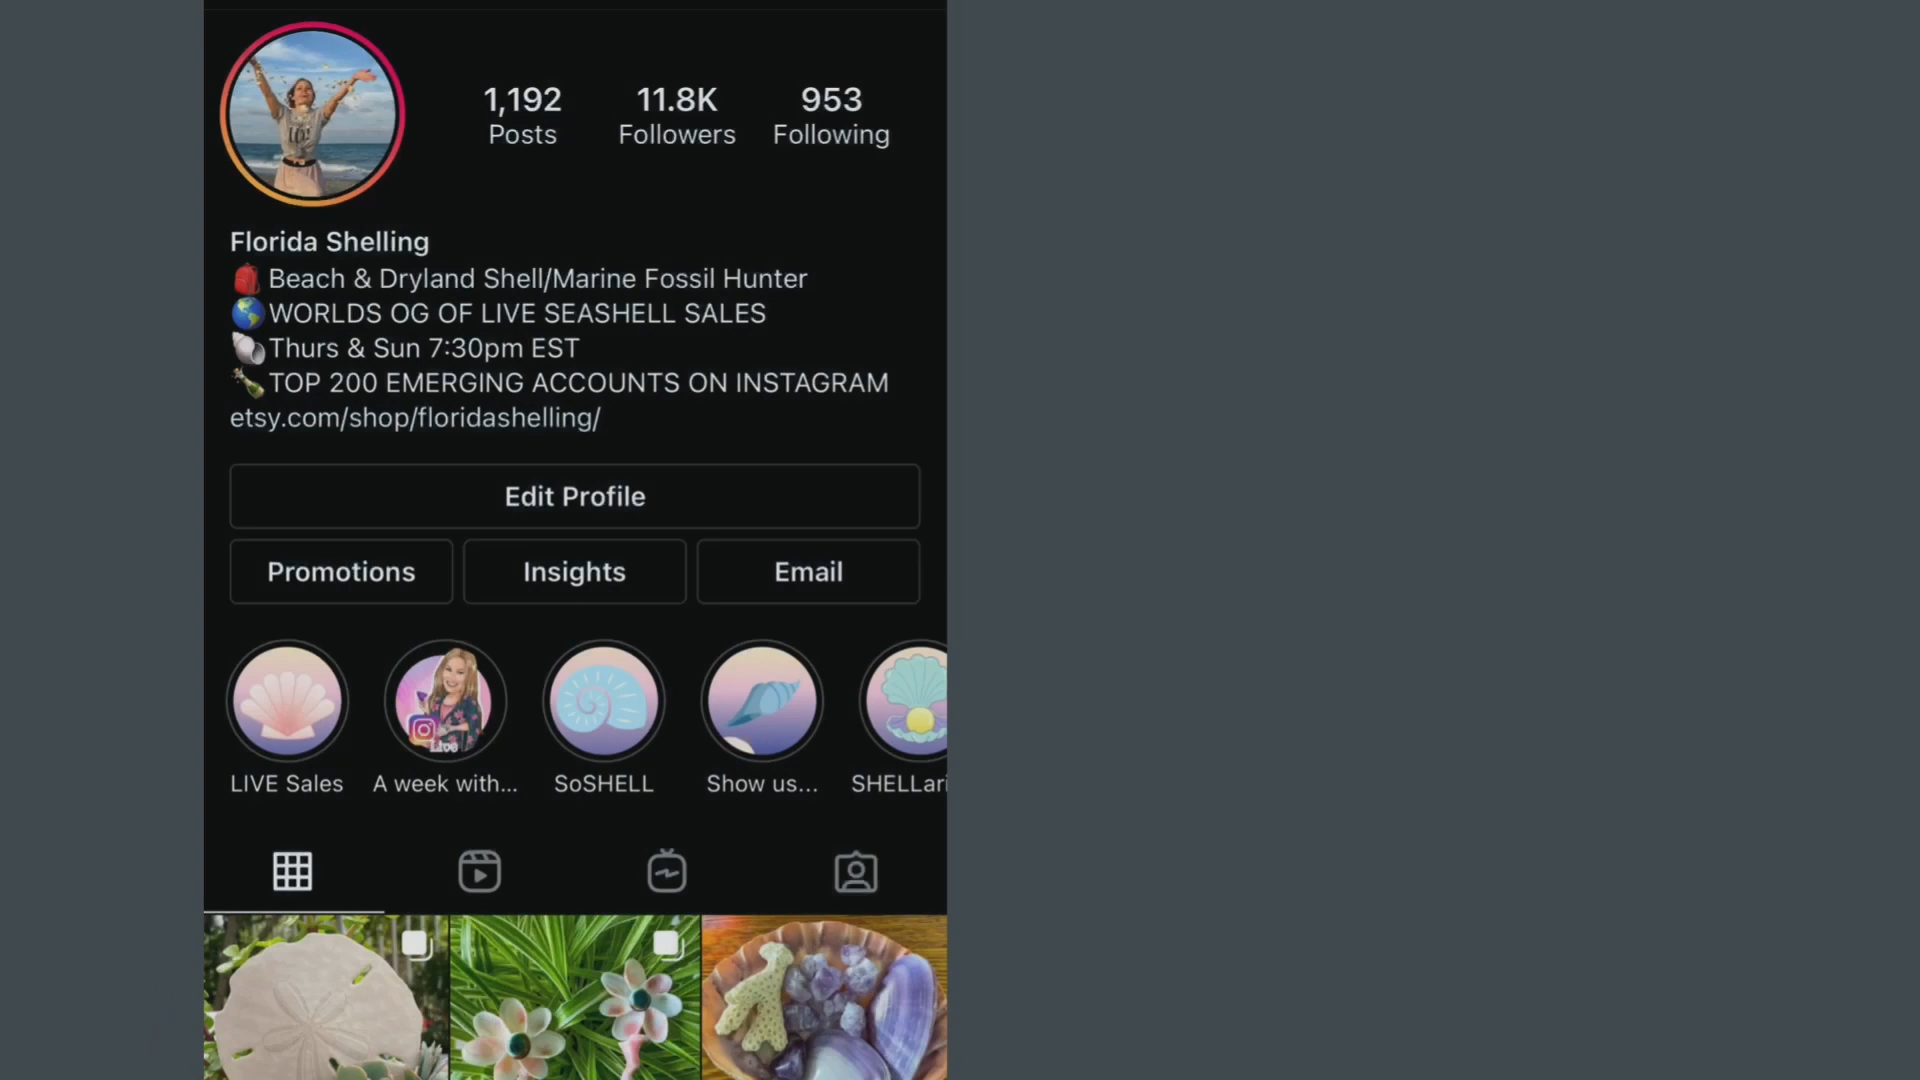 1,192
Posts
11.8K
Followers
953
Following
Florida Shelling
Beach & Dryland Shell/Marine Fossil Hunter
WORLDS OG OF LIVE SEASHELL SALES
Thurs & Sun 7:30pm EST
TOP 200 EMERGING ACCOUNTS ON INSTAGRAM
etsy.com/shop/floridashelling/
Edit Profile
Promotions
Insights
Email
Live
LIVE Sales
A week with...
SoSHELL
Show us...
SHELLari